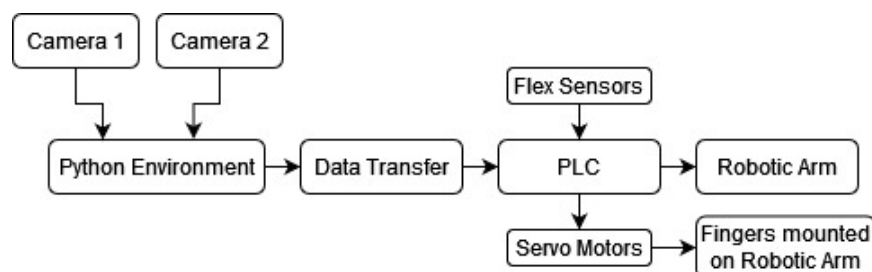 Camera 1
Camera 2
Flex Sensors
Python Environment
Data Transfer
PLC
Robotic Arm
Servo Motors
Fingers mounted
on Robotic Arm